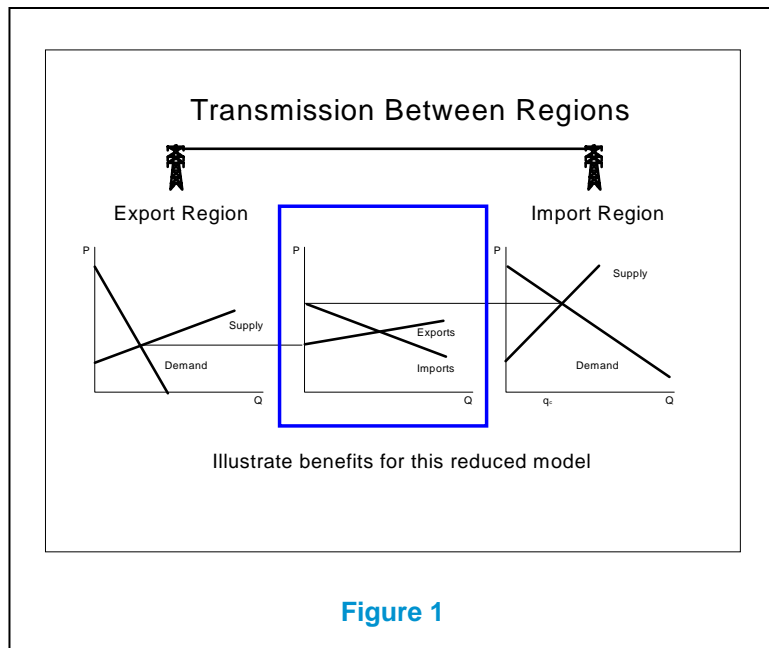 Transmission Between Regions
Export Region
Import Region
P
Supply
Demand
Q
P
Exports
Imports
Q
P
Supply
Demand
qc
Q
Illustrate benefits for this reduced model
Figure 1